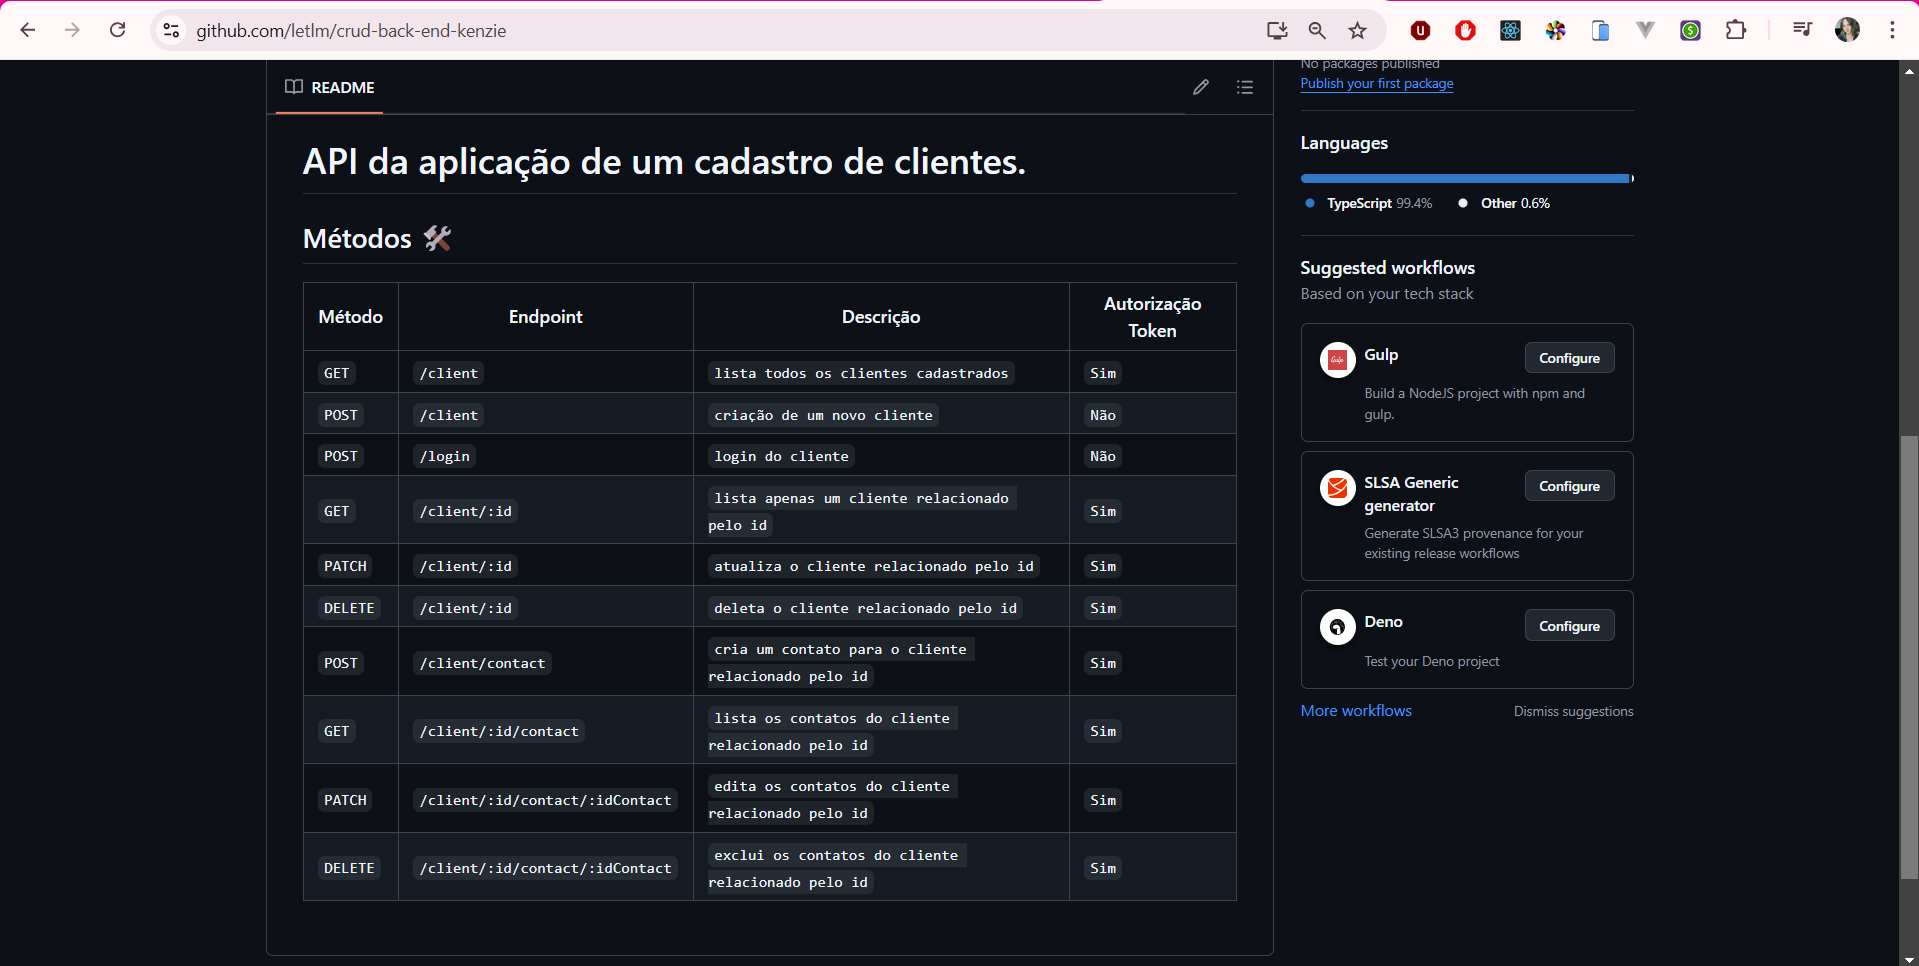 github.com/letlm/crud-back-end-kenzie
README
API da aplicação de um cadastro de clientes.
Métodos
Método Endpoint Descrição Autorização
Token
GET /client lista todos os clientes cadastrados Sim
POST /client criação de um novo cliente Não
POST /login login do cliente Não
GET /client/:id lista apenas um cliente relacionado
pelo id Sim
PATCH /client/:id atualiza o cliente relacionado pelo id Sim
DELETE /client/:id deleta o cliente relacionado pelo id Sim
POST /client/contact cria um contato para o cliente
relacionado pelo id Sim
GET /client/:id/contact lista os contatos do cliente
relacionado pelo id Sim
PATCH /client/:id/contact/:idContact edita os contatos do cliente
relacionado pelo id Sim
DELETE /client/:id/contact/:idContact exclui os contatos do cliente
relacionado pelo id Sim
No packages published
Publish your first package
Languages
TypeScript 99.4% Other 0.6%
Suggested workflows
Based on your tech stack
Gulp Configure
Build a NodeJS project with npm and
gulp.
SLSA Generic
generator Configure
Generate SLSA3 provenance for your
existing release workflows
Deno Configure
Test your Deno project
More workflows Dismiss suggestions